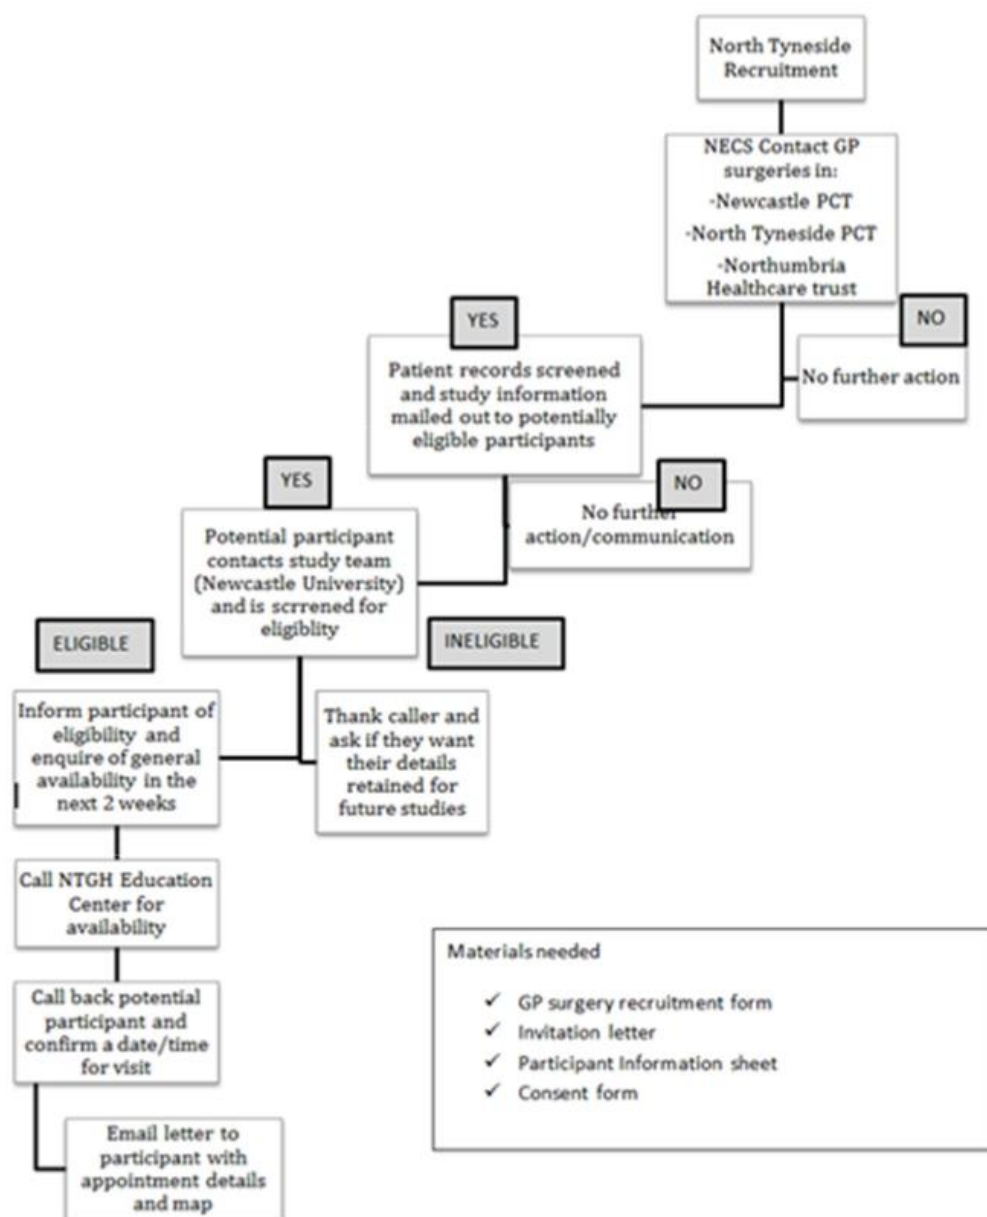 North Tyneside
Recruitment
NECS Contact GP
surgeries in:
-Newcastle PCT
-North Tyneside PCT
-Northumbria
Healthcare trust
NO
No further action
YES
Patient records screened
and study information
mailed out to potentially
eligible participants
NO
No further
action/communication
YES
Potential participant
contacts study team
(Newcastle University)
and is scrrened for
eligiblity
ELIGIBLE
INELIGIBLE
Inform participant of
eligibility and
enquire of general
availability in the
next 2 weeks
Thank caller and
ask if they want
their details
retained for
future studies
Call NTGH Education
Center for
availability
Call back potential
participant and
confirm a date/time
for visit
Email letter to
participant with
appointment details
and map
Materials needed
✓ GP surgery recruitment form
✓ Invitation letter
✓ Participant Information sheet
✓ Consent form